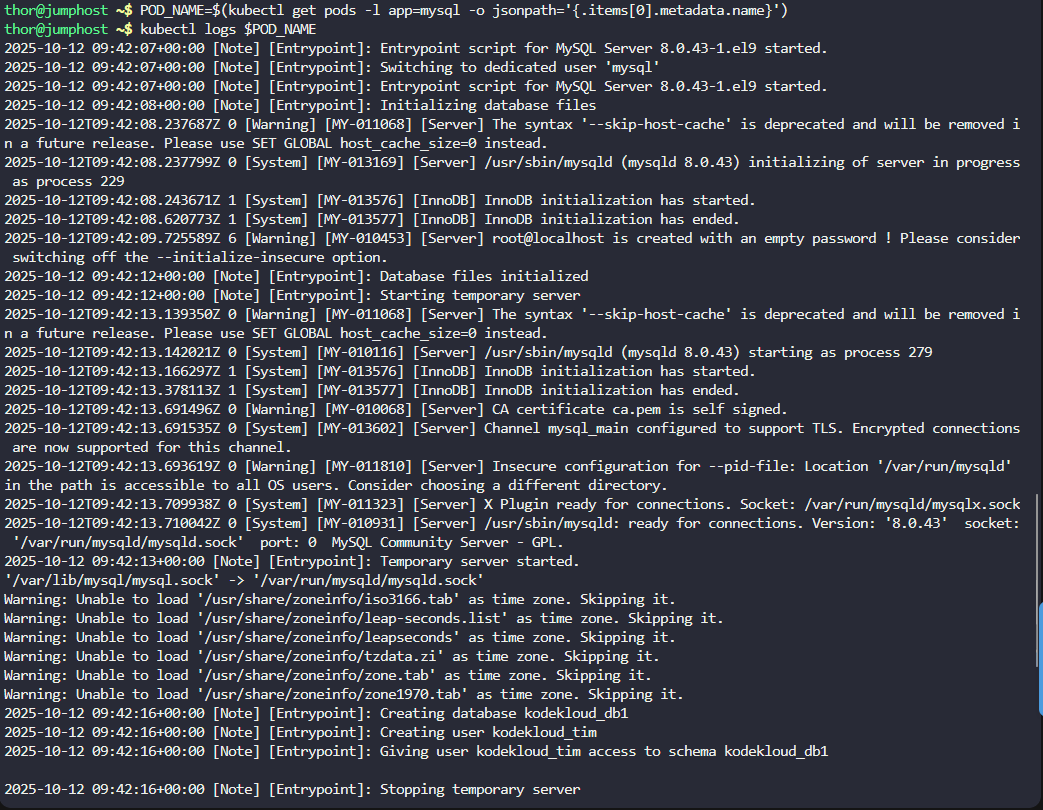 thor@jumphost ~$ POD_NAME=$(kubectl get pods -l app=mysql -o jsonpath='{.items[0].metadata.name}')
thor@jumphost ~$ kubectl logs $POD_NAME
2025-10-12 09:42:07+00:00 [Note] [Entrypoint]: Entrypoint script for MySQL Server 8.0.43-1.el9 started.
2025-10-12 09:42:07+00:00 [Note] [Entrypoint]: Switching to dedicated user 'mysql'
2025-10-12 09:42:07+00:00 [Note] [Entrypoint]: Entrypoint script for MySQL Server 8.0.43-1.el9 started.
2025-10-12 09:42:08+00:00 [Note] [Entrypoint]: Initializing database files
2025-10-12T09:42:08.237687Z 0 [Warning] [MY-011068] [Server] The syntax '--skip-host-cache' is deprecated and will be removed i
n a future release. Please use SET GLOBAL host_cache_size=0 instead.
2025-10-12T09:42:08.237799Z 0 [System] [MY-013169] [Server] /usr/sbin/mysqld (mysqld 8.0.43) initializing of server in progress
 as process 229
2025-10-12T09:42:08.243671Z 1 [System] [MY-013576] [InnoDB] InnoDB initialization has started.
2025-10-12T09:42:08.620773Z 1 [System] [MY-013577] [InnoDB] InnoDB initialization has ended.
2025-10-12T09:42:09.725589Z 6 [Warning] [MY-010453] [Server] root@localhost is created with an empty password ! Please consider
 switching off the --initialize-insecure option.
2025-10-12 09:42:12+00:00 [Note] [Entrypoint]: Database files initialized
2025-10-12 09:42:12+00:00 [Note] [Entrypoint]: Starting temporary server
2025-10-12T09:42:13.139350Z 0 [Warning] [MY-011068] [Server] The syntax '--skip-host-cache' is deprecated and will be removed i
n a future release. Please use SET GLOBAL host_cache_size=0 instead.
2025-10-12T09:42:13.142021Z 0 [System] [MY-010116] [Server] /usr/sbin/mysqld (mysqld 8.0.43) starting as process 279
2025-10-12T09:42:13.166297Z 1 [System] [MY-013576] [InnoDB] InnoDB initialization has started.
2025-10-12T09:42:13.378113Z 1 [System] [MY-013577] [InnoDB] InnoDB initialization has ended.
2025-10-12T09:42:13.691496Z 0 [Warning] [MY-010068] [Server] CA certificate ca.pem is self signed.
2025-10-12T09:42:13.691535Z 0 [System] [MY-013602] [Server] Channel mysql_main configured to support TLS. Encrypted connections
 are now supported for this channel.
2025-10-12T09:42:13.693619Z 0 [Warning] [MY-011810] [Server] Insecure configuration for --pid-file: Location '/var/run/mysqld'
in the path is accessible to all OS users. Consider choosing a different directory.
2025-10-12T09:42:13.709938Z 0 [System] [MY-011323] [Server] X Plugin ready for connections. Socket: /var/run/mysqld/mysqlx.sock
2025-10-12T09:42:13.710042Z 0 [System] [MY-010931] [Server] /usr/sbin/mysqld: ready for connections. Version: '8.0.43'  socket:
 '/var/run/mysqld/mysqld.sock'  port: 0  MySQL Community Server - GPL.
2025-10-12 09:42:13+00:00 [Note] [Entrypoint]: Temporary server started.
'/var/lib/mysql/mysql.sock' -> '/var/run/mysqld/mysqld.sock'
Warning: Unable to load '/usr/share/zoneinfo/iso3166.tab' as time zone. Skipping it.
Warning: Unable to load '/usr/share/zoneinfo/leap-seconds.list' as time zone. Skipping it.
Warning: Unable to load '/usr/share/zoneinfo/leapseconds' as time zone. Skipping it.
Warning: Unable to load '/usr/share/zoneinfo/tzdata.zi' as time zone. Skipping it.
Warning: Unable to load '/usr/share/zoneinfo/zone.tab' as time zone. Skipping it.
Warning: Unable to load '/usr/share/zoneinfo/zone1970.tab' as time zone. Skipping it.
2025-10-12 09:42:16+00:00 [Note] [Entrypoint]: Creating database kodekloud_db1
2025-10-12 09:42:16+00:00 [Note] [Entrypoint]: Creating user kodekloud_tim
2025-10-12 09:42:16+00:00 [Note] [Entrypoint]: Giving user kodekloud_tim access to schema kodekloud_db1
2025-10-12 09:42:16+00:00 [Note] [Entrypoint]: Stopping temporary server